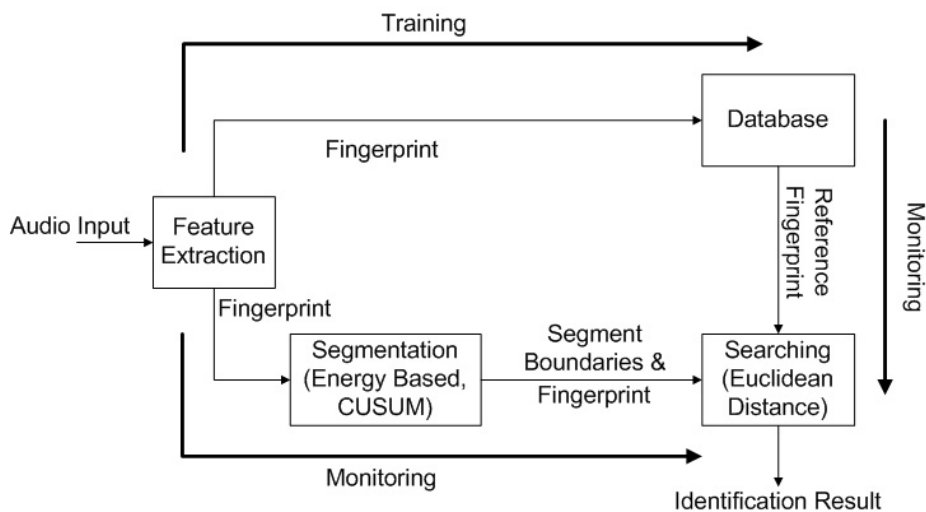 Training
Database
Fingerprint
Audio Input
Feature
Extraction
Reference
Fingerprint
Monitoring
Fingerprint
Segmentation
(Energy Based,
CUSUM)
Segment
Boundaries &
Fingerprint
Searching
(Euclidean
Distance)
Monitoring
Identification Result